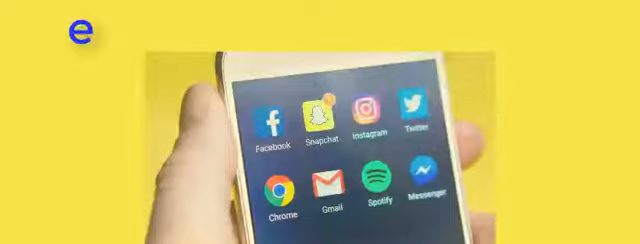 e
Facebook Snapchat Instagram Twitter
Chrome Gmail Spotify Messenger